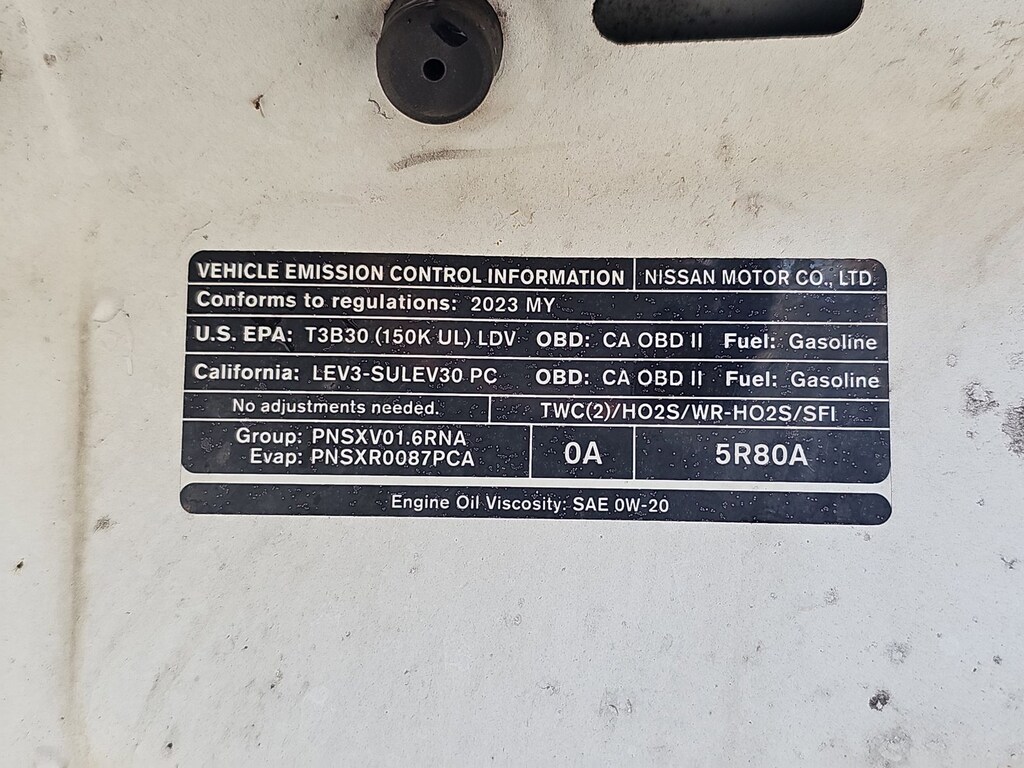 VEHICLE EMISSION CONTROL INFORMATION NISSAN MOTOR CO., LTD.
Conforms to regulations: 2023 MY
U.S. EPA: T3B30 (150K UL) LDV OBD: CA OBD II Fuel: Gasoline
California: LEV3-SULEV30 PC OBD: CA OBD II Fuel: Gasoline
No adjustments needed. TWC(2)/HO2S/WR-HO2S/SFI
Group: PNSXV01.6RNA
Evap: PNSXR0087PCA
0A
5R80A
Engine Oil Viscosity: SAE 0W-20